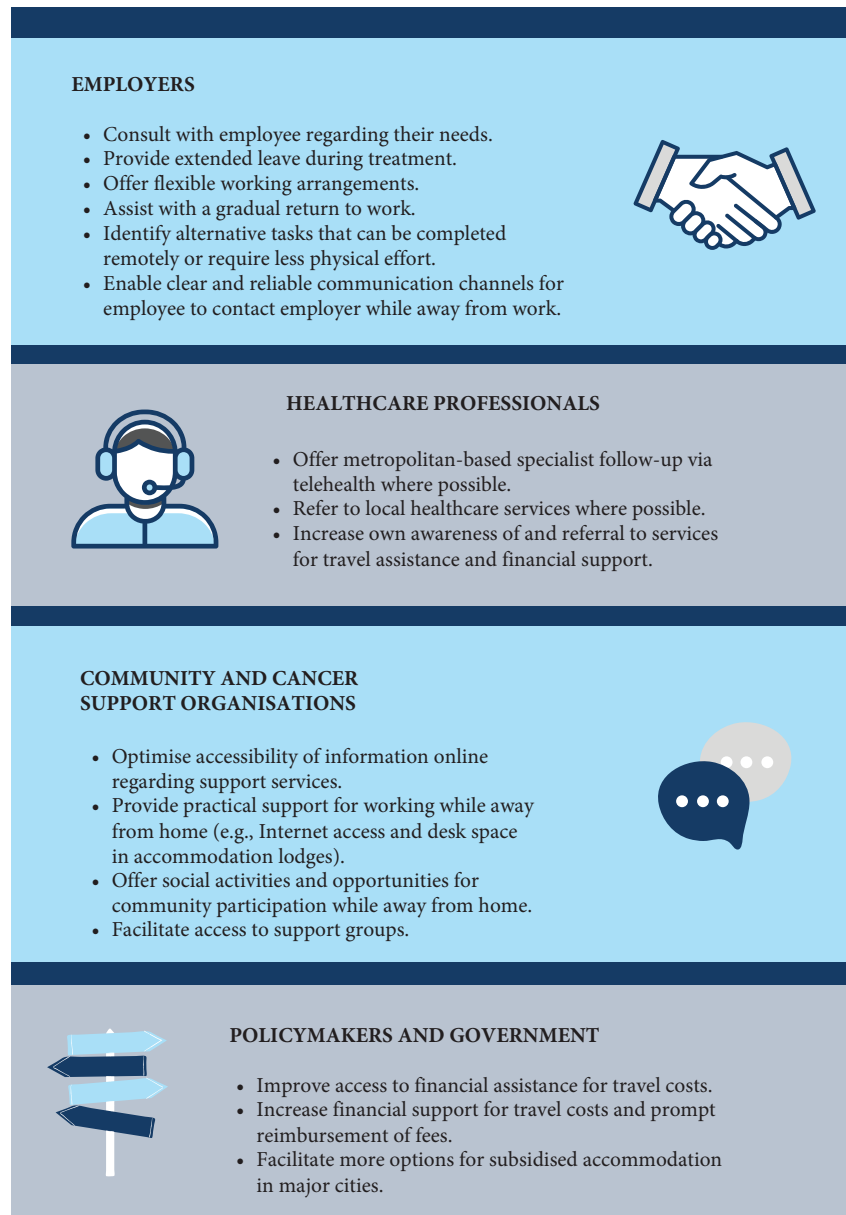 EMPLOYERS
• Consult with employee regarding their needs.
• Provide extended leave during treatment.
• Offer flexible working arrangements.
• Assist with a gradual return to work.
• Identify alternative tasks that can be completed
remotely or require less physical effort.
• Enable clear and reliable communication channels for
employee to contact employer while away from work.
HEALTHCARE PROFESSIONALS
• Offer metropolitan-based specialist follow-up via
telehealth where possible.
• Refer to local healthcare services where possible.
• Increase own awareness of and referral to services
for travel assistance and financial support.
COMMUNITY AND CANCER
SUPPORT ORGANISATIONS
• Optimise accessibility of information online
regarding support services.
• Provide practical support for working while away
from home (e.g., Internet access and desk space
in accommodation lodges).
• Offer social activities and opportunities for
community participation while away from home.
• Facilitate access to support groups.
POLICYMAKERS AND GOVERNMENT
• Improve access to financial assistance for travel costs.
• Increase financial support for travel costs and prompt
reimbursement of fees.
• Facilitate more options for subsidised accommodation
in major cities.